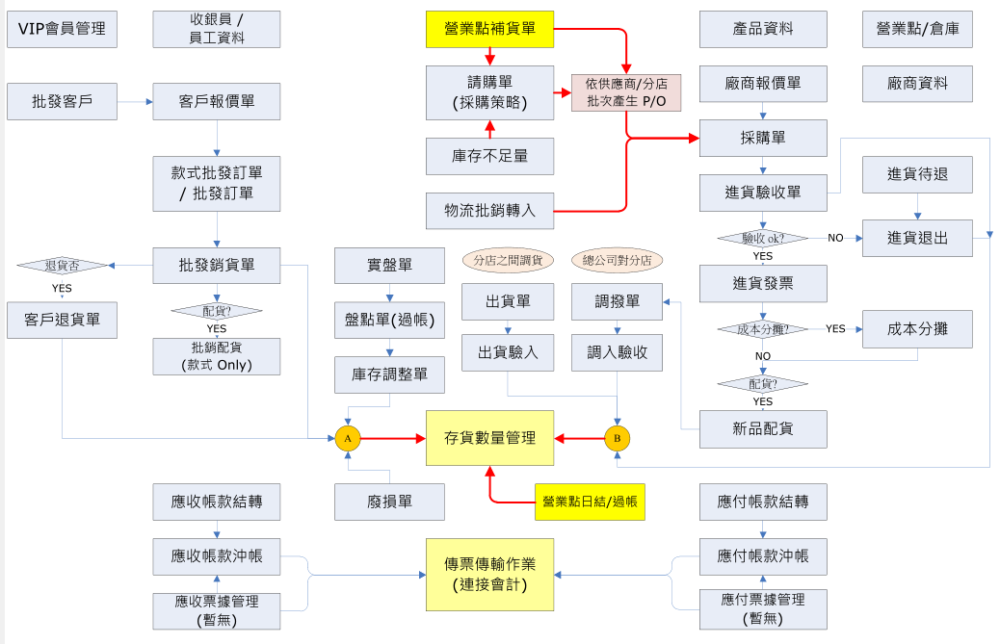 VIP會員管理
收銀員 /
員工資料
營業點補貨單
產品資料
營業點/倉庫
批發客戶
客戶報價單
請購單
(採購策略)
依供應商/分店
批次產生 P/O
廠商報價單
廠商資料
採購單
庫存不足量
款式批發訂單
/ 批發訂單
進貨驗收單
進貨待退
物流批銷轉入
驗收 ok?
NO
進貨退出
YES
退貨否
批發銷貨單
實盤單
分店之間調貨
總公司對分店
進貨發票
YES
配貨?
出貨單
調撥單
客戶退貨單
YES
盤點單(過帳)
成本分攤?
YES
成本分攤
批銷配貨
(款式 Only)
出貨驗入
調入驗收
NO
庫存調整單
配貨?
YES
A
存貨數量管理
B
新品配貨
應收帳款結轉
廢損單
營業點日結/過帳
應付帳款結轉
應收帳款沖帳
傳票傳輸作業
(連接會計)
應付帳款沖帳
應收票據管理
(暫無)
應付票據管理
(暫無)